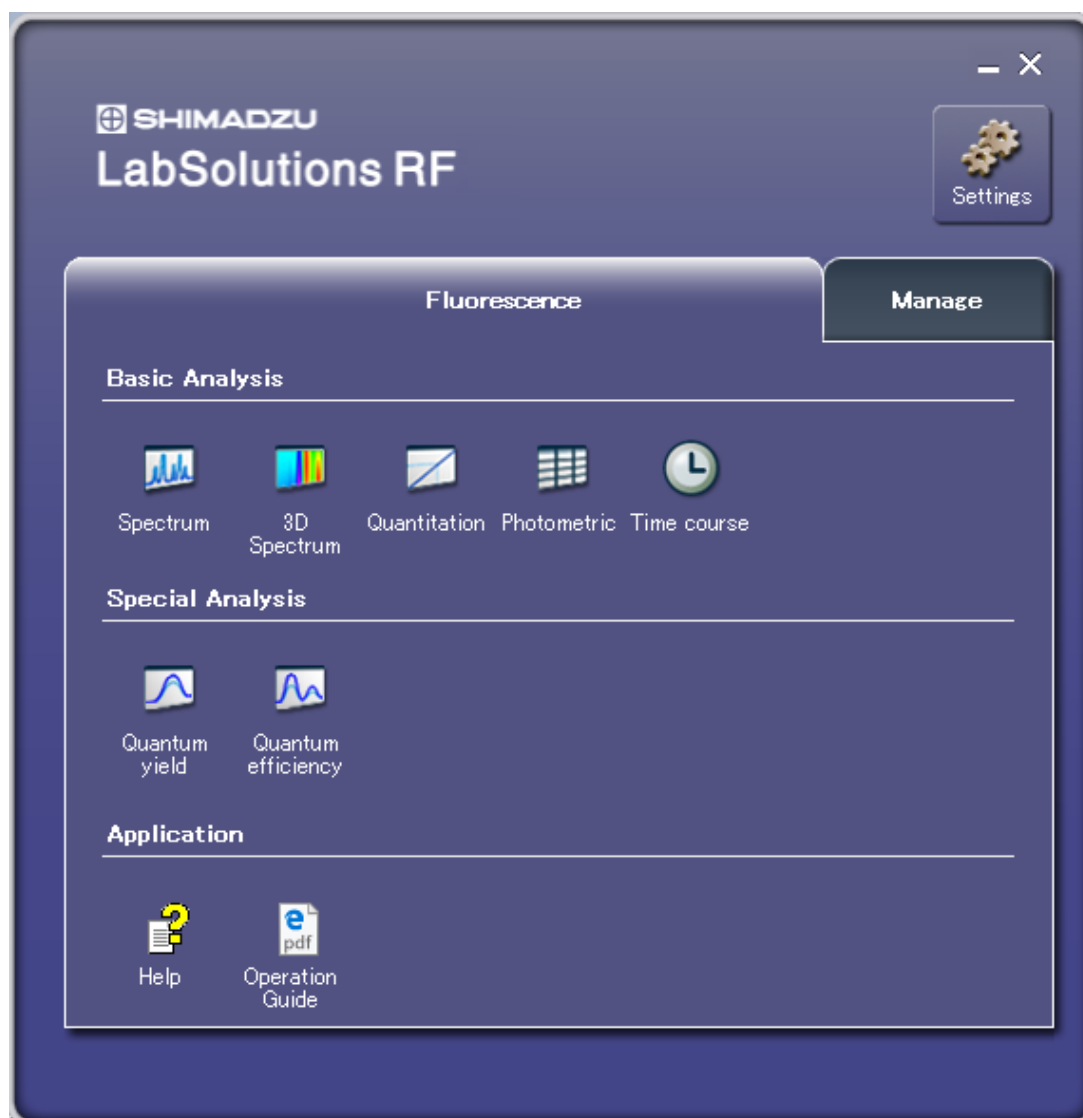 SHIMADZU
LabSolutions RF
Settings
Fluorescence
Manage
Basic Analysis
Spectrum
3D
Spectrum
Quantitation
Photometric
Time course
Special Analysis
Quantum
yield
Quantum
efficiency
Application
Help
pdf
Operation
Guide